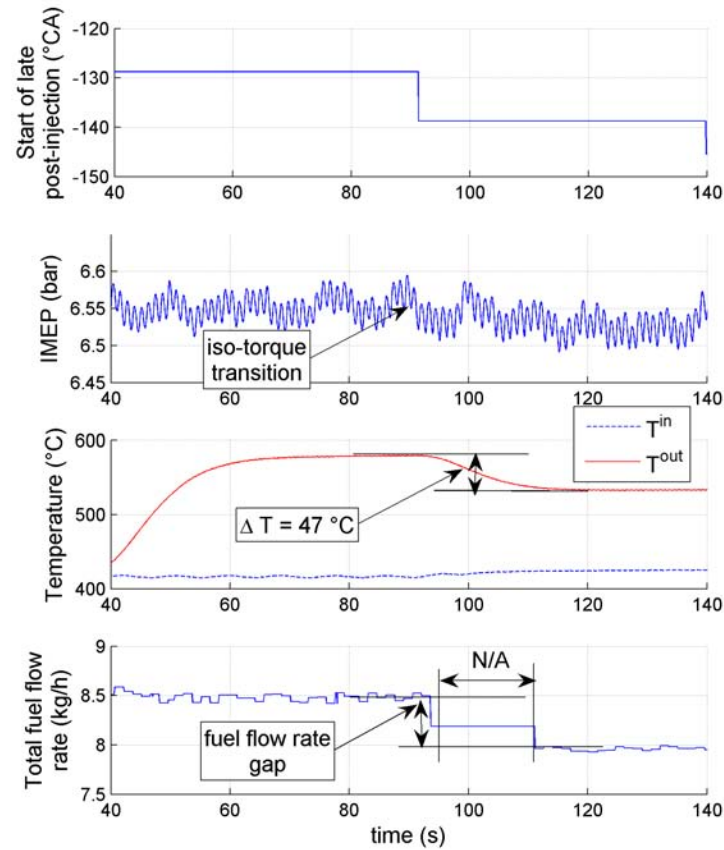 Start of late
post-injection (°CA)
-120
-130
-140
-150
40 60 80 100 120 140
IMEP (bar)
6.6
6.55
6.5
6.45
iso-torque
transition
40 60 80 100 120 140
Temperature (°C)
600
500
400
T^in
T^out
Δ T = 47 °C
40 60 80 100 120 140
Total fuel flow
rate (kg/h)
9
8.5
8
7.5
N/A
fuel flow rate
gap
40 60 80 100 120 140
time (s)